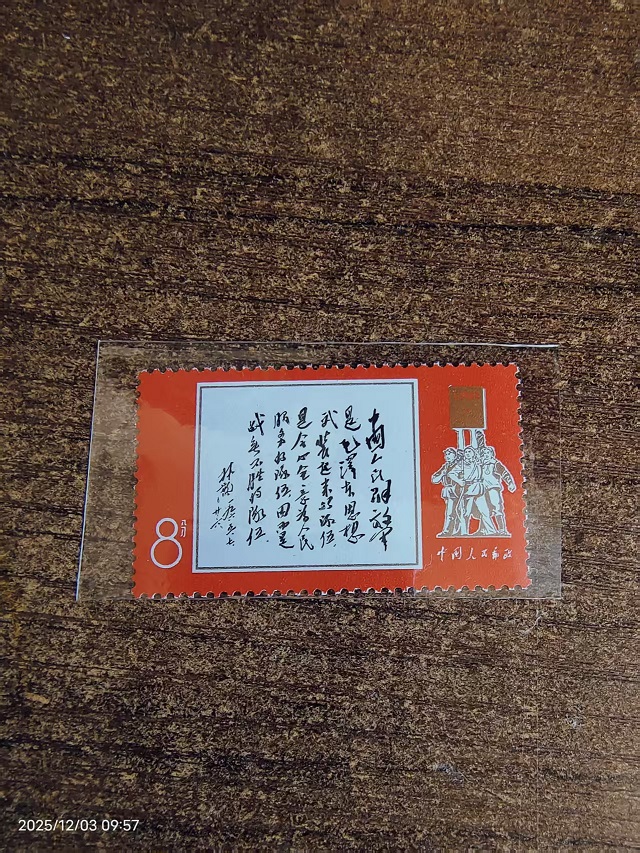 中国人民解放军
是毛泽东思想
武装起来的队伍,
是全心全意为人民
服务的队伍,因而是
战无不胜的队伍
林彪
8分
中国人民邮政
2025/12/03 09:57